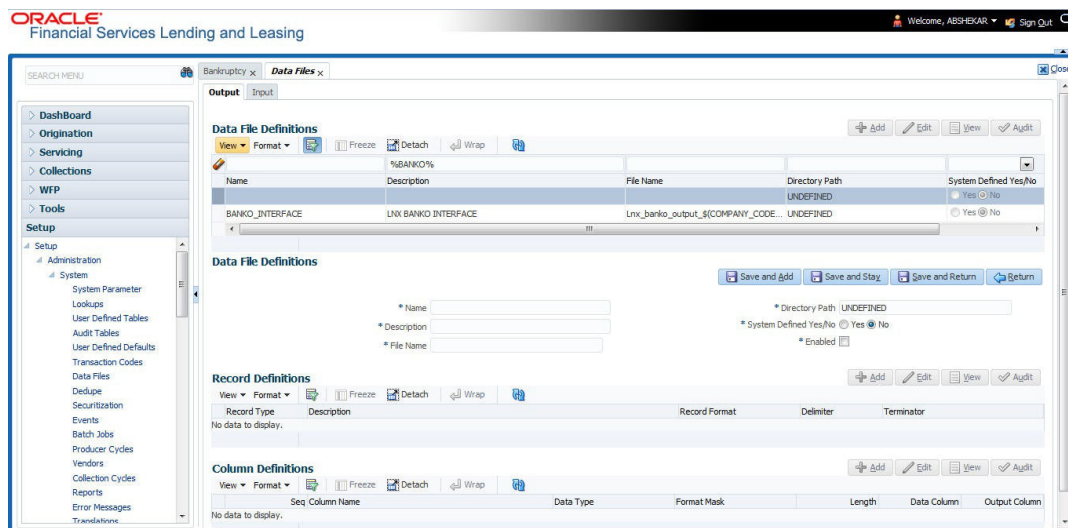 ORACLE
Financial Services Lending and Leasing
Welcome, ABSHEKAR
Sign Out
SEARCH MENU
Bankruptcy x
Data Files x
Close
Output
Input
DashBoard
Origination
Servicing
Collections
WFP
Tools
Setup
Setup
Administration
System
System Parameter
Lookups
User Defined Tables
Audit Tables
User Defined Defaults
Transaction Codes
Data Files
Dedupe
Securitization
Events
Batch Jobs
Producer Cycles
Vendors
Collection Cycles
Reports
Error Messages
Translations
Data File Definitions
Add Edit View Audit
View Format Freeze Detach Wrap
%BANKO%
Name Description File Name Directory Path System Defined Yes/No
UNDEFINED Yes No
BANKO_INTERFACE LNX BANKO INTERFACE Lnx_banko_output_$(COMPANY_CODE... UNDEFINED Yes No
Data File Definitions
Save and Add Save and Stay Save and Return Return
* Name
* Description
* File Name
* Directory Path UNDEFINED
* System Defined Yes/No Yes No
* Enabled
Record Definitions
Add Edit View Audit
View Format Freeze Detach Wrap
Record Type Description Record Format Delimiter Terminator
No data to display.
Column Definitions
Add Edit View Audit
View Format Freeze Detach Wrap
Seq Column Name Data Type Format Mask Length Data Column Output Column
No data to display.